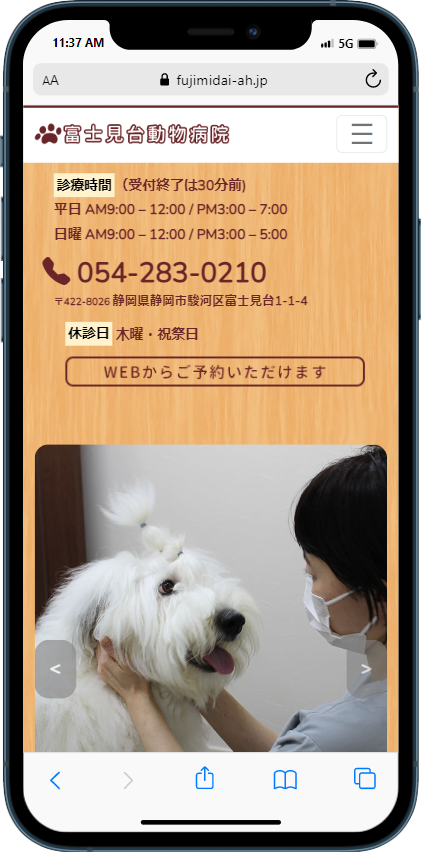 11:37 AM
5G
AA
fujimidai-ah.jp
富士見台動物病院
診療時間（受付終了は30分前)
平日 AM9:00 – 12:00 / PM3:00 – 7:00
日曜 AM9:00 – 12:00 / PM3:00 – 5:00
054-283-0210
〒422-8026 静岡県静岡市駿河区富士見台1-1-4
休診日 木曜・祝祭日
WEBからご予約いただけます
<
>